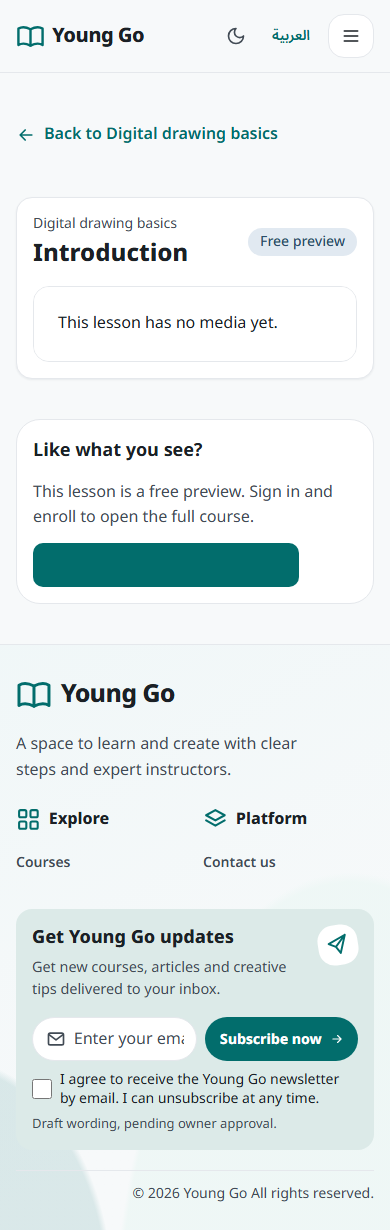 Young Go
العربية
Back to Digital drawing basics
Digital drawing basics
Introduction
Free preview
This lesson has no media yet.
Like what you see?
This lesson is a free preview. Sign in and
enroll to open the full course.
Young Go
A space to learn and create with clear
steps and expert instructors.
Explore
Platform
Courses
Contact us
Get Young Go updates
Get new courses, articles and creative
tips delivered to your inbox.
Enter your ema
Subscribe now
I agree to receive the Young Go newsletter
by email. I can unsubscribe at any time.
Draft wording, pending owner approval.
© 2026 Young Go All rights reserved.